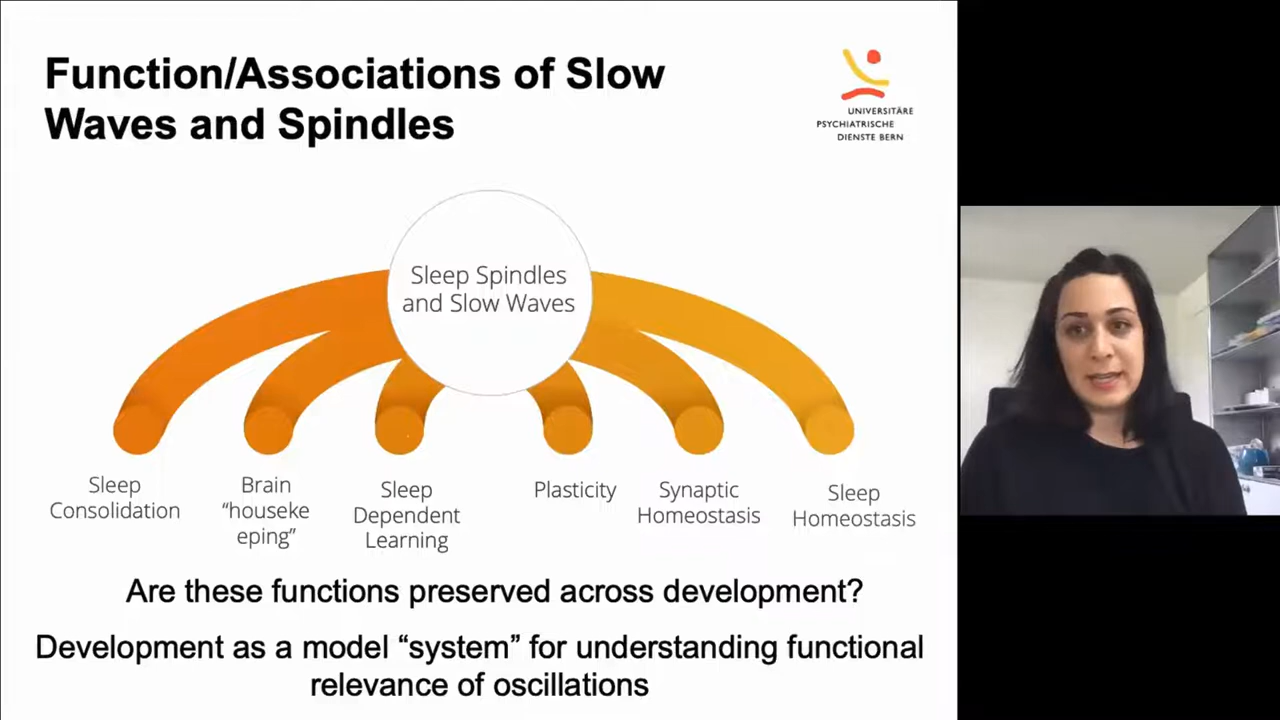 Function/Associations of Slow
Waves and Spindles
UNIVERSITÄRE
PSYCHIATRISCHE
DIENSTE BERN
Sleep Spindles
and Slow Waves
Sleep
Consolidation
Brain
“houseke
eping”
Sleep
Dependent
Learning
Plasticity
Synaptic
Homeostasis
Sleep
Homeostasis
Are these functions preserved across development?
Development as a model “system” for understanding functional
relevance of oscillations